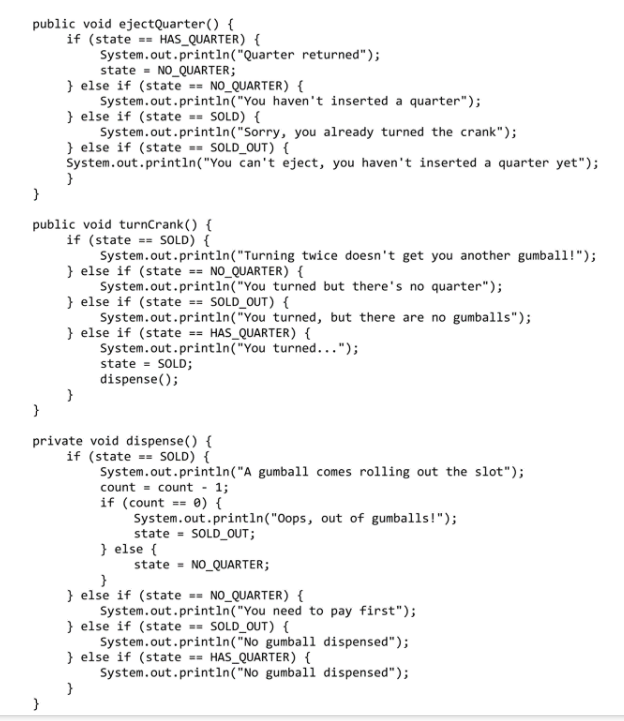 public void ejectQuarter() {
if (state == HAS_QUARTER) {
System.out.println("Quarter returned");
state = NO_QUARTER;
} else if (state == NO_QUARTER) {
System.out.println("You haven't inserted a quarter");
} else if (state == SOLD) {
System.out.println("Sorry, you already turned the crank");
} else if (state == SOLD_OUT) {
System.out.println("You can't eject, you haven't inserted a quarter yet");
}
}
public void turnCrank() {
if (state == SOLD) {
System.out.println("Turning twice doesn't get you another gumball!");
} else if (state == NO_QUARTER) {
System.out.println("You turned but there's no quarter");
} else if (state == SOLD_OUT) {
System.out.println("You turned, but there are no gumballs");
} else if (state == HAS_QUARTER) {
System.out.println("You turned...");
state = SOLD;
dispense();
}
}
private void dispense() {
if (state == SOLD) {
System.out.println("A gumball comes rolling out the slot");
count = count - 1;
if (count == 0) {
System.out.println("Oops, out of gumballs!");
state = SOLD_OUT;
} else {
state = NO_QUARTER;
}
} else if (state == NO_QUARTER) {
System.out.println("You need to pay first");
} else if (state == SOLD_OUT) {
System.out.println("No gumball dispensed");
} else if (state == HAS_QUARTER) {
System.out.println("No gumball dispensed");
}
}